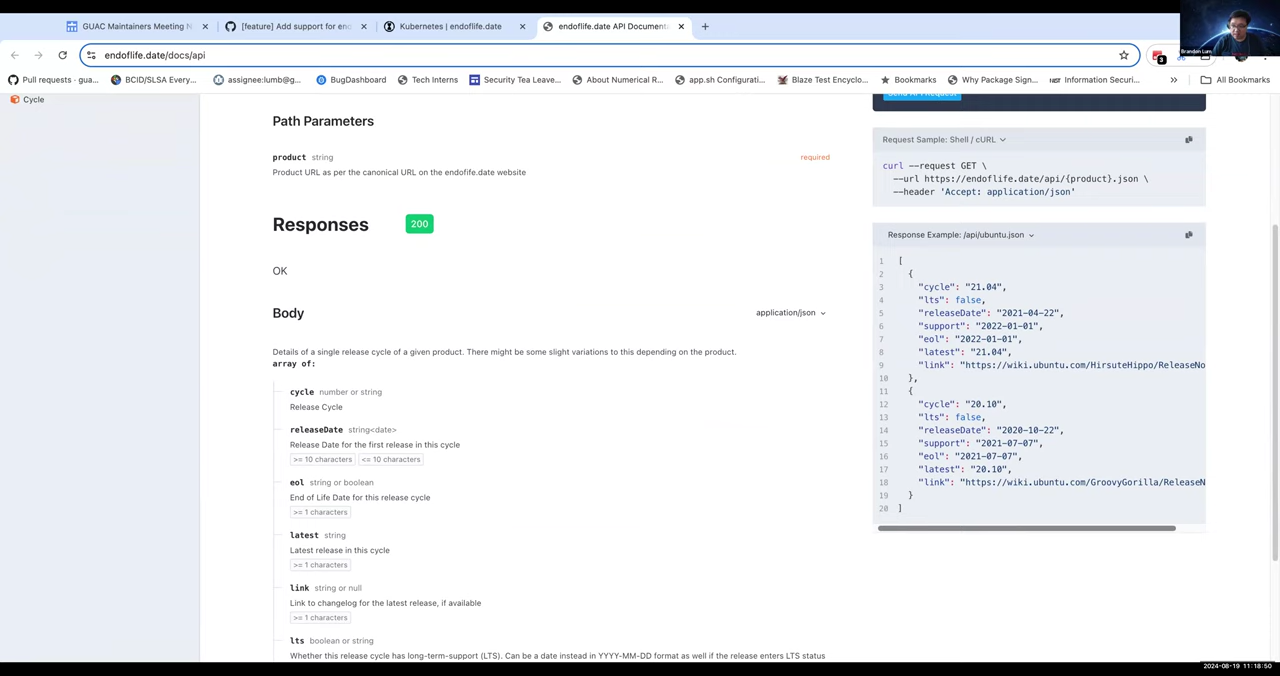 GUAC Maintainers Meeting N
[feature] Add support for end
Kubernetes | endoflife.date
endoflife.date API Documenta
Brandon Lum
endoflife.date/docs/api
3
Pull requests · gua...
BCID/SLSA Every...
assignee:lumb@g...
BugDashboard
Tech Interns
Security Tea Leave...
About Numerical R...
app.sh Configurati...
Blaze Test Encyclo...
Bookmarks
Why Package Sign...
Information Securi...
All Bookmarks
Cycle
Path Parameters
product string
required
Product URL as per the canonical URL on the endofife.date website
Responses 200
OK
Body
application/json
Details of a single release cycle of a given product. There might be some slight variations to this depending on the product.
array of:
cycle number or string
Release Cycle
releaseDate string<date>
Release Date for the first release in this cycle
>= 10 characters <= 10 characters
eol string or boolean
End of Life Date for this release cycle
>= 1 characters
latest string
Latest release in this cycle
>= 1 characters
link string or null
Link to changelog for the latest release, if available
>= 1 characters
lts boolean or string
Whether this release cycle has long-term-support (LTS). Can be a date instead in YYYY-MM-DD format as well if the release enters LTS status
Request Sample: Shell / cURL
curl --request GET \
--url https://endoflife.date/api/{product}.json \
--header 'Accept: application/json'
Response Example: /api/ubuntu.json
1 [
2 {
3 "cycle": "21.04",
4 "lts": false,
5 "releaseDate": "2021-04-22",
6 "support": "2022-01-01",
7 "eol": "2022-01-01",
8 "latest": "21.04",
9 "link": "https://wiki.ubuntu.com/HirsuteHippo/ReleaseNo
10 },
11 {
12 "cycle": "20.10",
13 "lts": false,
14 "releaseDate": "2020-10-22",
15 "support": "2021-07-07",
16 "eol": "2021-07-07",
17 "latest": "20.10",
18 "link": "https://wiki.ubuntu.com/GroovyGorilla/ReleaseN
19 }
20 ]
2024-08-19 11:18:50